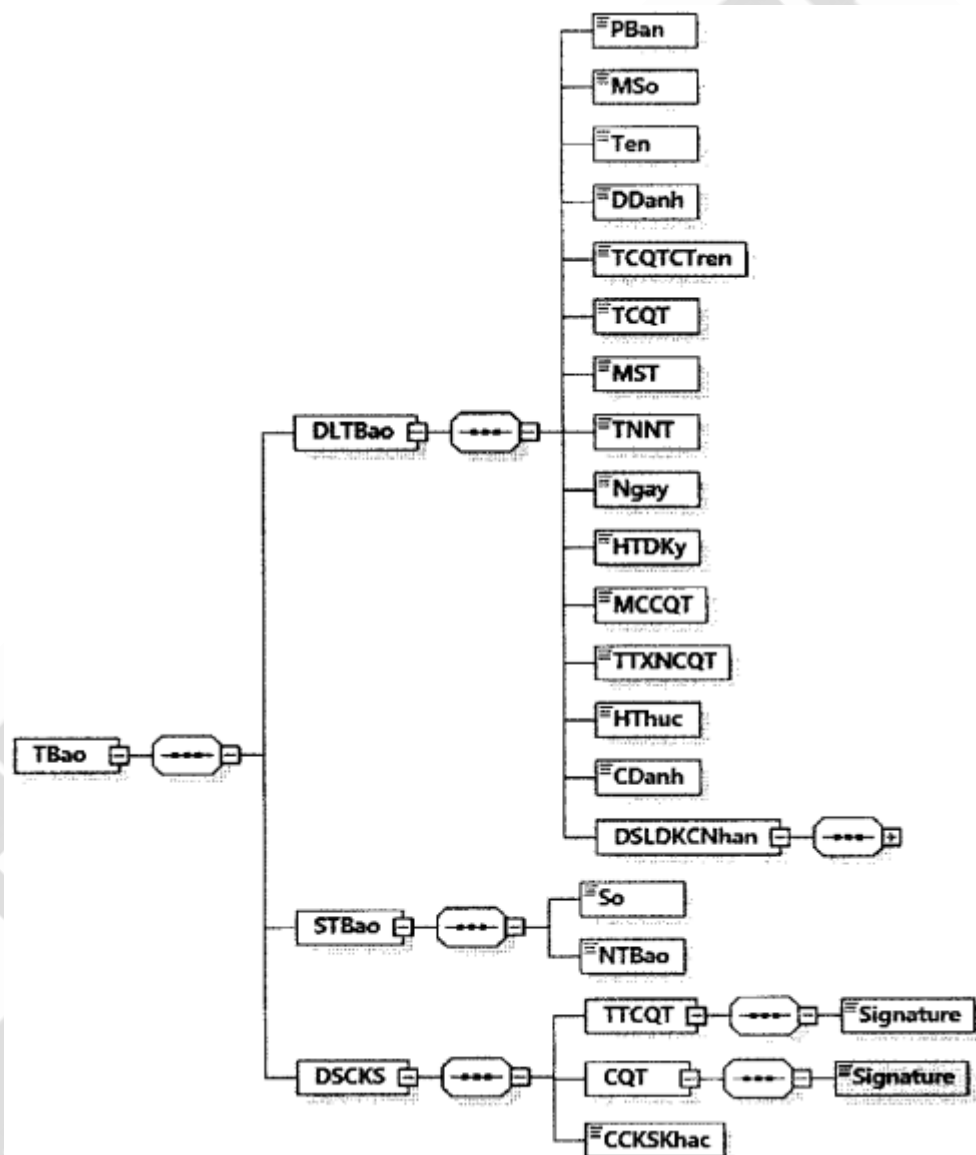 PBan
MSo
Ten
DDanh
TCQTCTren
TCQT
MST
DLTBao
TNNT
Ngay
HTDKy
MCCQT
TTXNCQT
HThuc
TBao
CDanh
DSLDKCNhan
So
STBao
NTBao
TTCQT
Signature
DSCKS
CQT
Signature
CCKSKhac